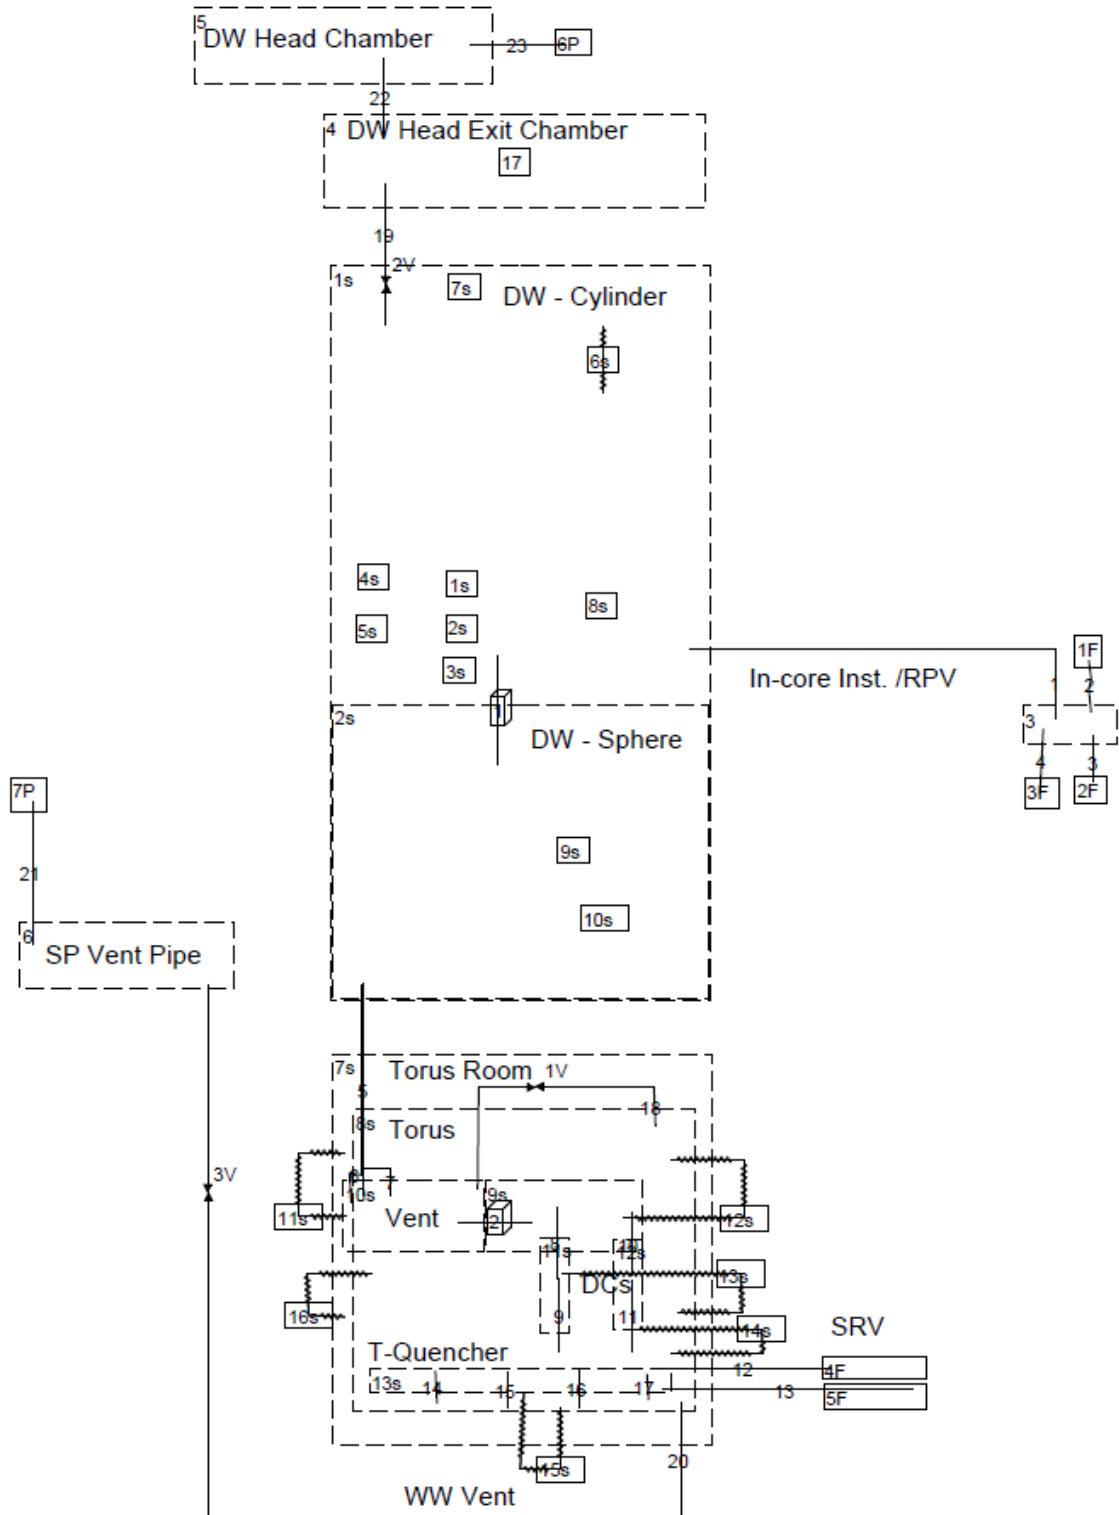 5
DW Head Chamber
23
6P
22
4
DW Head Exit Chamber
17
19
2V
1s
7s
DW - Cylinder
6s
4s
1s
8s
5s
2s
3s
In-core Inst. /RPV
1F
1
2
1
2s
3
DW - Sphere
4
3
7P
3F
2F
9s
21
10s
6
SP Vent Pipe
7s
Torus Room
1V
5
18
8s
Torus
3V
7
10s
9s
Vent
2
11s
12s
11s
12s
DCs
13s
16s
9
11
14s
SRV
T-Quencher
12
4F
13s
14
15
16
17
13
5F
20
15s
WW Vent